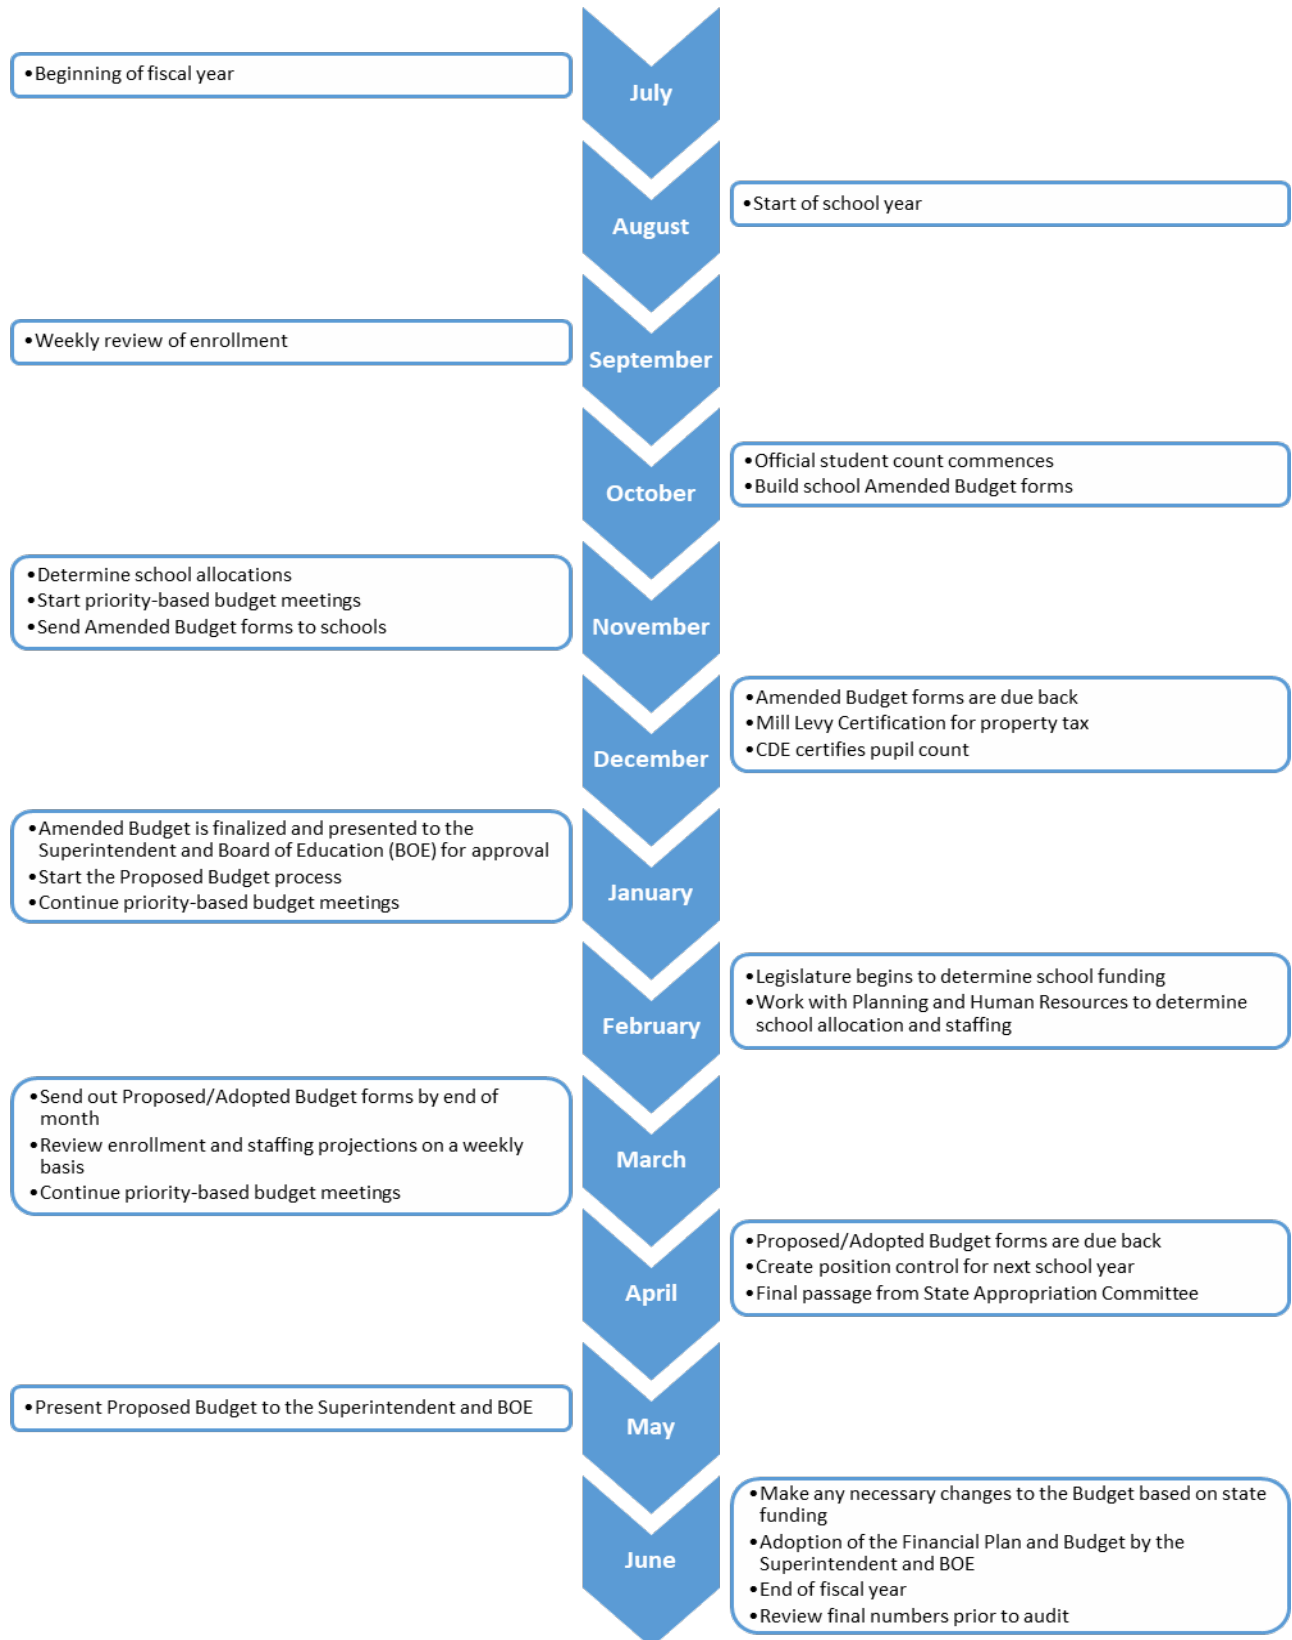 •Beginning of fiscal year
July
•Start of school year
August
•Weekly review of enrollment
September
•Official student count commences
•Build school Amended Budget forms
October
•Determine school allocations
•Start priority-based budget meetings
•Send Amended Budget forms to schools
November
•Amended Budget forms are due back
•Mill Levy Certification for property tax
•CDE certifies pupil count
December
•Amended Budget is finalized and presented to the
Superintendent and Board of Education (BOE) for approval
•Start the Proposed Budget process
•Continue priority-based budget meetings
January
•Legislature begins to determine school funding
•Work with Planning and Human Resources to determine
school allocation and staffing
February
•Send out Proposed/Adopted Budget forms by end of
month
•Review enrollment and staffing projections on a weekly
basis
•Continue priority-based budget meetings
March
•Proposed/Adopted Budget forms are due back
•Create position control for next school year
•Final passage from State Appropriation Committee
April
•Present Proposed Budget to the Superintendent and BOE
May
•Make any necessary changes to the Budget based on state
funding
•Adoption of the Financial Plan and Budget by the
Superintendent and BOE
•End of fiscal year
•Review final numbers prior to audit
June